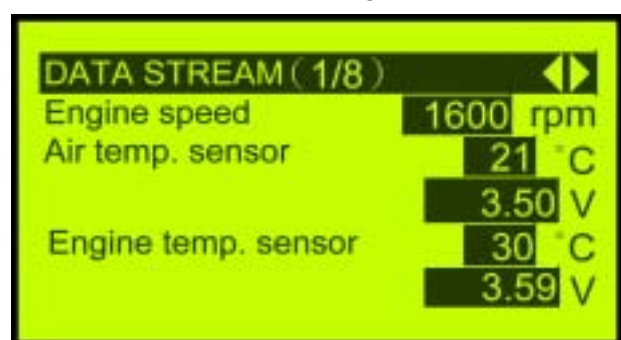 DATA STREAM（1/8）
Engine speed 1600 rpm
Air temp. sensor 21 °C
3.50 V
Engine temp. sensor 30 °C
3.59 V